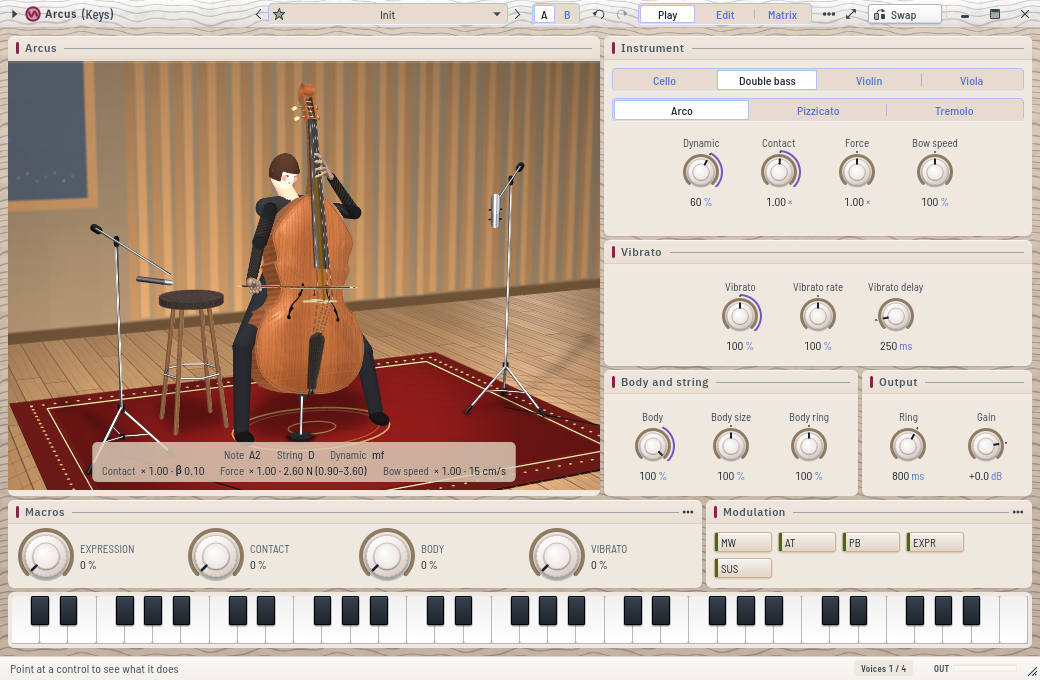 Arcus (Keys)
Init
A B
Play Edit Matrix
Swap
Arcus
Note A2 String D Dynamic mf
Contact × 1.00 · β 0.10 Force × 1.00 · 2.60 N (0.90–3.60) Bow speed × 1.00 · 15 cm/s
Instrument
Cello Double bass Violin Viola
Arco Pizzicato Tremolo
Dynamic Contact Force Bow speed
60 % 1.00 × 1.00 × 100 %
Vibrato
Vibrato Vibrato rate Vibrato delay
100 % 100 % 250 ms
Body and string
Body Body size Body ring
100 % 100 % 100 %
Output
Ring Gain
800 ms +0.0 dB
Macros
EXPRESSION CONTACT BODY VIBRATO
0 % 0 % 0 % 0 %
Modulation
MW AT PB EXPR
SUS
Point at a control to see what it does
Voices 1 / 4 OUT